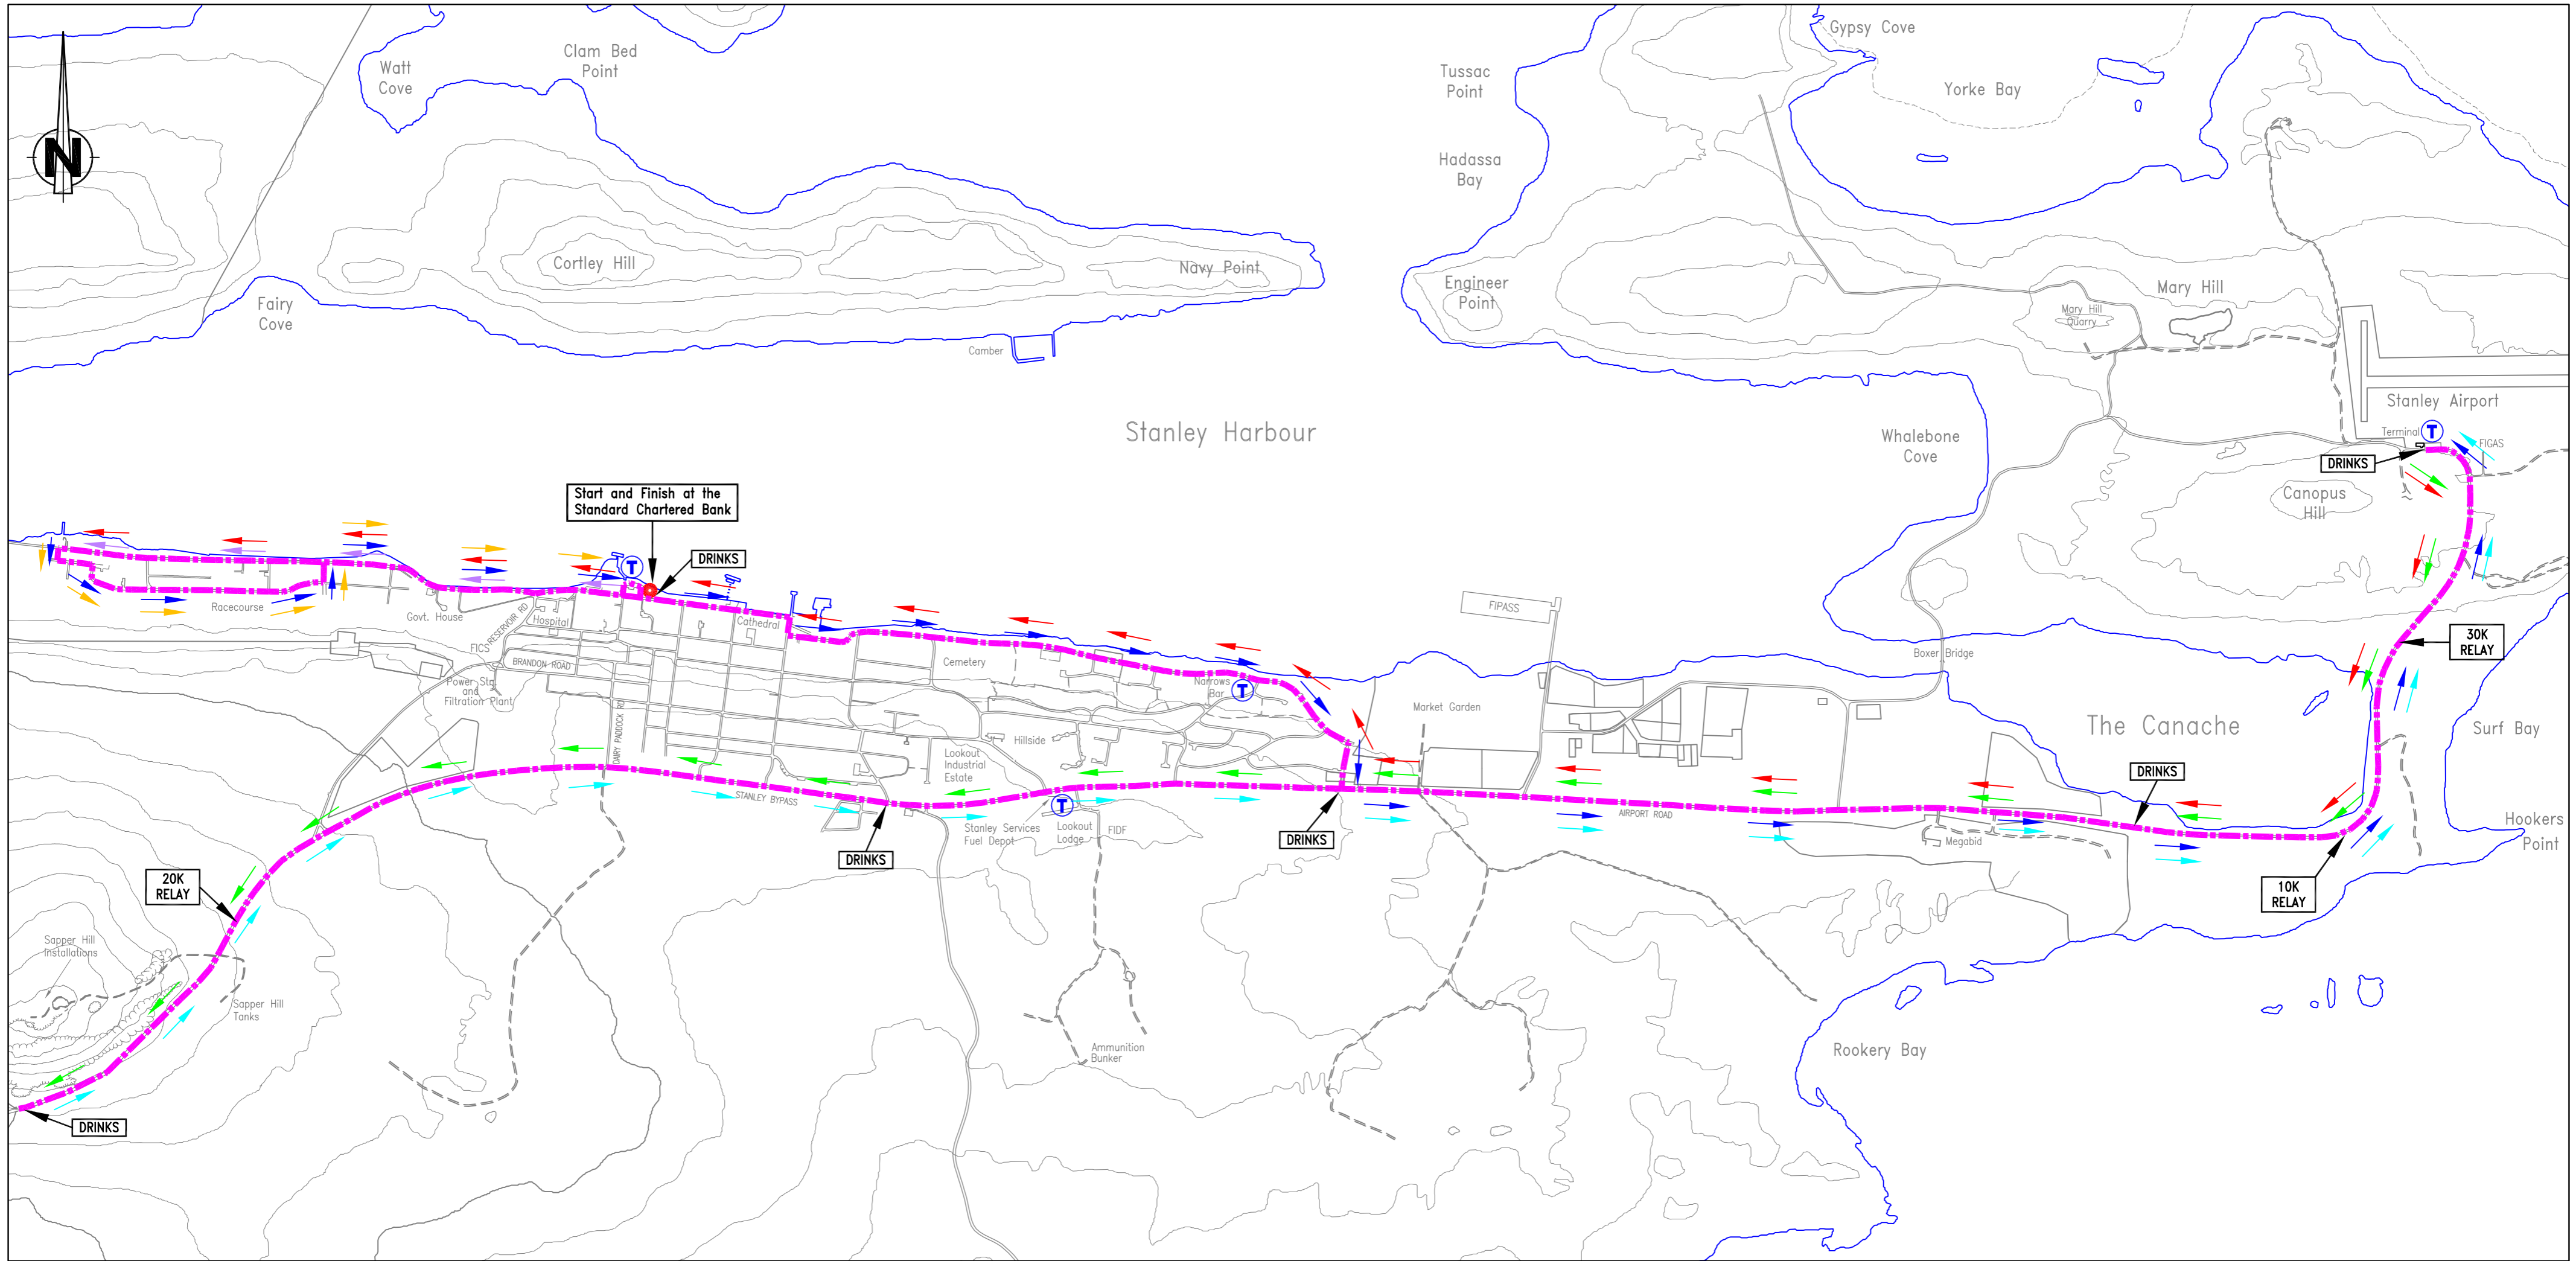 Gypsy Cove
Clam Bed
Point
Watt
Cove
Tussac
Point
Yorke Bay
N
Hadassa
Bay
Cortley Hill
Navy Point
Engineer
Point
Mary Hill
Fairy
Cove
Mary Hill
Quarry
Camber
Stanley Airport
Stanley Harbour
Whalebone
Cove
Terminal
T
FIGAS
DRINKS
Canopus
Hill
Start and Finish at the
Standard Chartered Bank
DRINKS
T
Racecourse
Govt. House
RESERVOIR RD
Hospital
Cathedral
FIPASS
30K
RELAY
FICS
BRANDON ROAD
Cemetery
Boxer Bridge
Power Stn.
and
Filtration Plant
Narrows
Bar
T
Market Garden
The Canache
Surf Bay
DAIRY PADDOCK RD
Hillside
Lookout
Industrial
Estate
DRINKS
STANLEY BYPASS
T
AIRPORT ROAD
Stanley Services
Fuel Depot
Lookout
Lodge
FIDF
DRINKS
DRINKS
Megabid
Hookers
Point
20K
RELAY
10K
RELAY
Sapper Hill
Installations
Sapper Hill
Tanks
Ammunition
Bunker
Rookery Bay
DRINKS